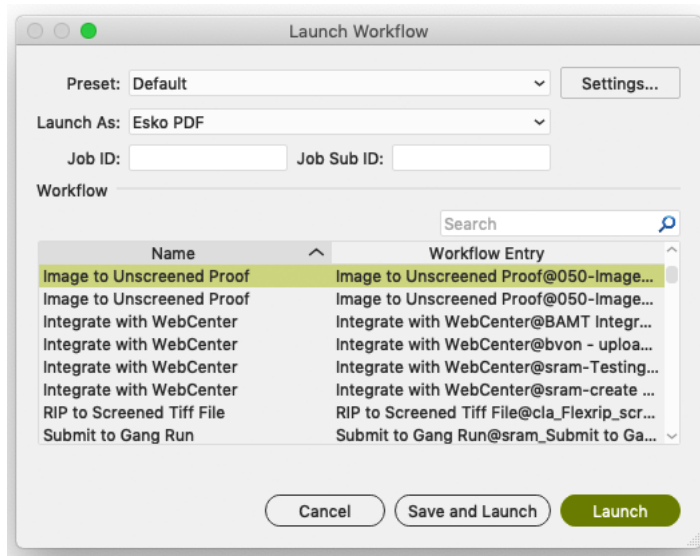 Launch Workflow
Preset: Default Settings...
Launch As: Esko PDF
Job ID: Job Sub ID:
Workflow
Search
Name Workflow Entry
Image to Unscreened Proof Image to Unscreened Proof@050-Image...
Image to Unscreened Proof Image to Unscreened Proof@050-Image...
Integrate with WebCenter Integrate with WebCenter@BAMT Integr...
Integrate with WebCenter Integrate with WebCenter@bvon - uploa...
Integrate with WebCenter Integrate with WebCenter@sram-Testing...
Integrate with WebCenter Integrate with WebCenter@sram-create ...
RIP to Screened Tiff File RIP to Screened Tiff File@cla_Flexrip_scr...
Submit to Gang Run Submit to Gang Run@sram_Submit to Ga...
Cancel Save and Launch Launch